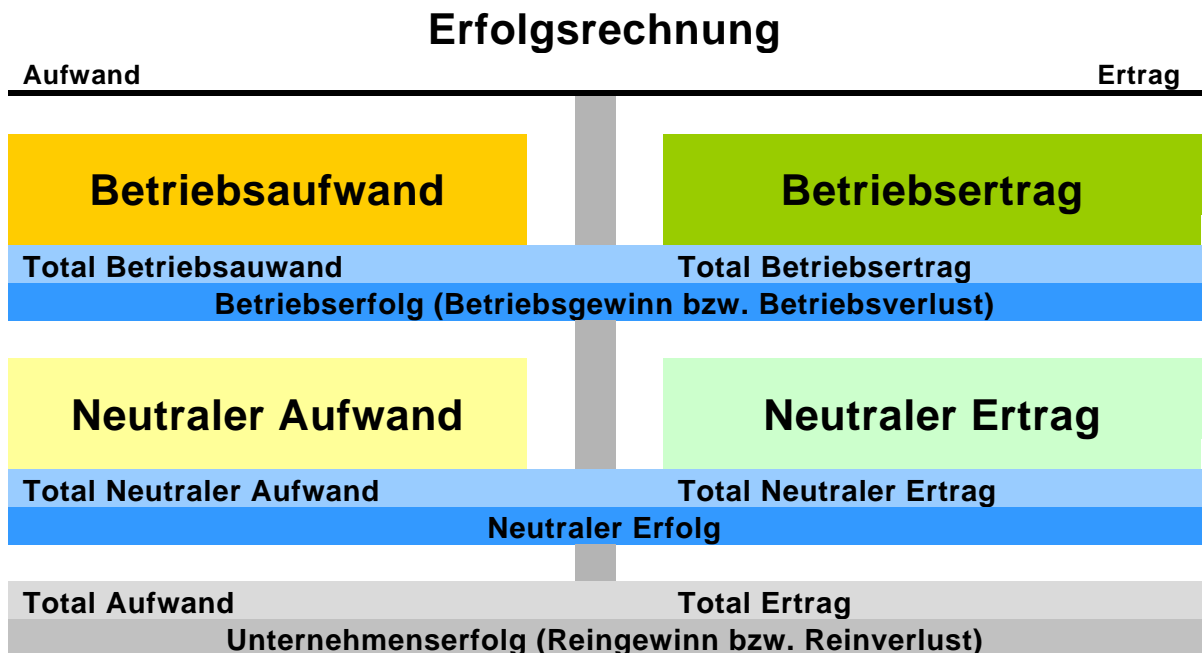 Erfolgsrechnung
Aufwand Ertrag
Betriebsaufwand Betriebsertrag
Total Betriebsauwand Total Betriebsertrag
Betriebserfolg (Betriebsgewinn bzw. Betriebsverlust)
Neutraler Aufwand Neutraler Ertrag
Total Neutraler Aufwand Total Neutraler Ertrag
Neutraler Erfolg
Total Aufwand Total Ertrag
Unternehmenserfolg (Reingewinn bzw. Reinverlust)